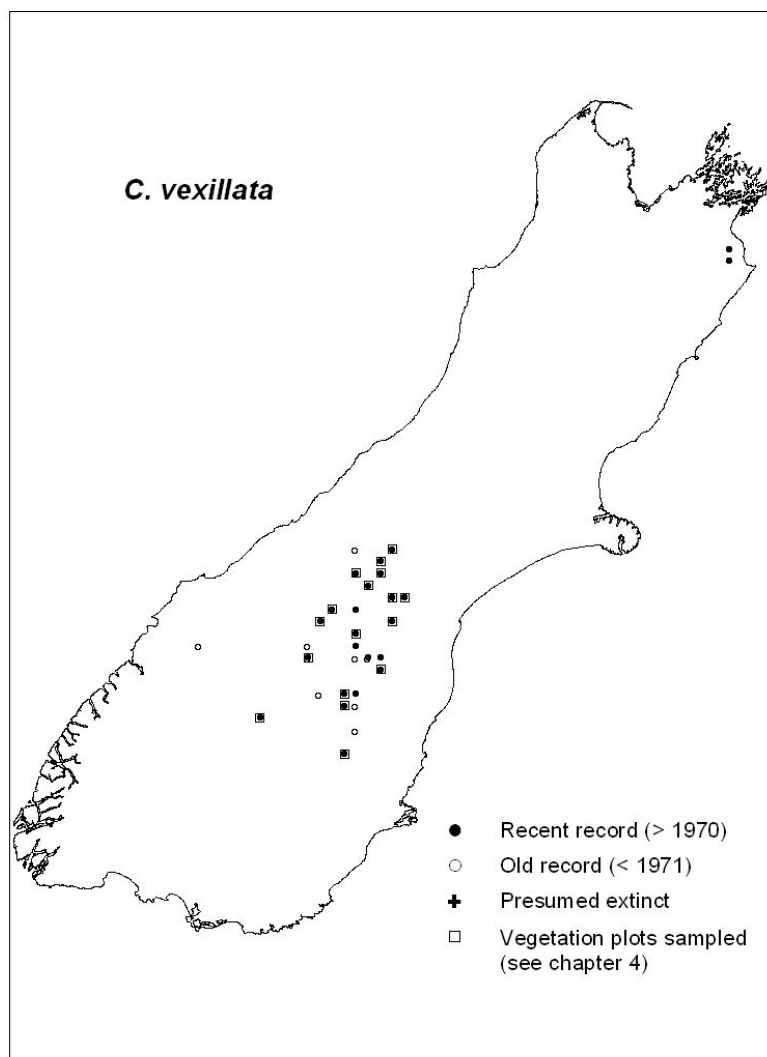 C. vexillata
Recent record (> 1970)
Old record (< 1971)
Presumed extinct
Vegetation plots sampled
(see chapter 4)